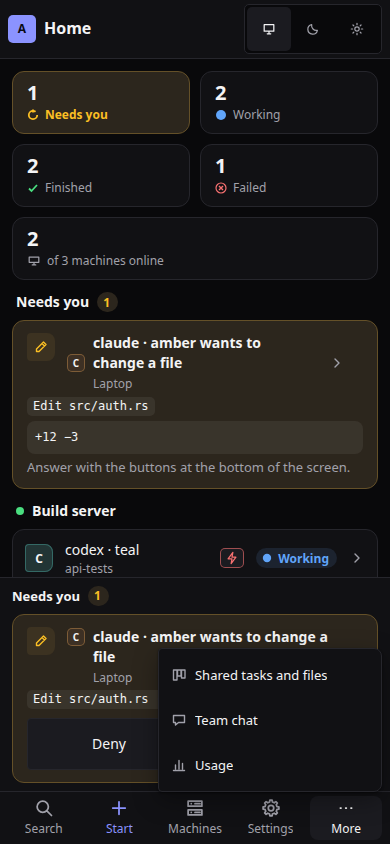 A Home
1
Needs you
2
Working
2
Finished
1
Failed
2
of 3 machines online
Needs you 1
claude · amber wants to
C change a file
Laptop
Edit src/auth.rs
+12 −3
Answer with the buttons at the bottom of the screen.
Build server
C codex · teal Working
api-tests
Needs you 1
C claude · amber wants to change a
file
Laptop
Edit src/auth.rs
Deny
Shared tasks and files
Team chat
Usage
Search Start Machines Settings More